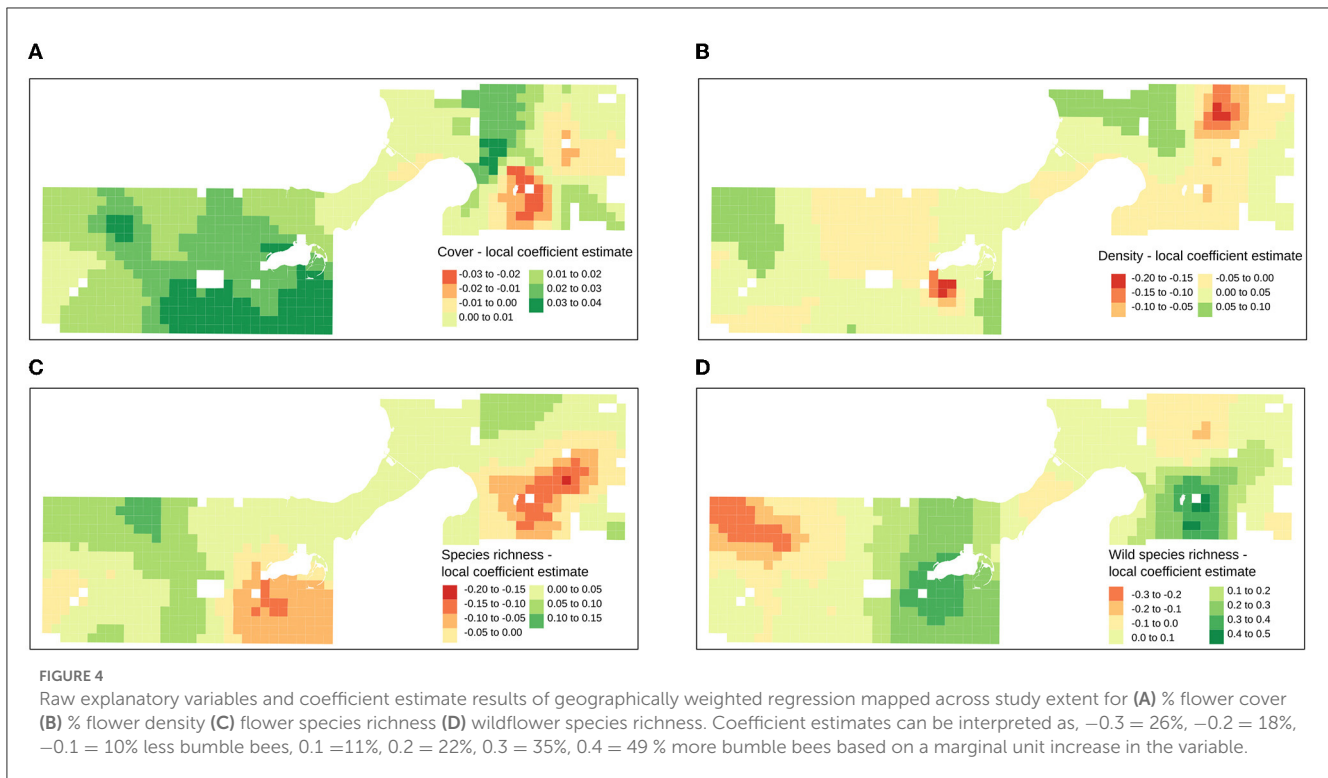 A
B
Cover - local coefficient estimate
-0.03 to -0.02
-0.02 to -0.01
-0.01 to 0.00
0.00 to 0.01
0.01 to 0.02
0.02 to 0.03
0.03 to 0.04
Density - local coefficient estimate
-0.20 to -0.15
-0.15 to -0.10
-0.10 to -0.05
-0.05 to 0.00
0.00 to 0.05
0.05 to 0.10
C
D
Species richness -
local coefficient estimate
-0.20 to -0.15
-0.15 to -0.10
-0.10 to -0.05
-0.05 to 0.00
0.00 to 0.05
0.05 to 0.10
0.10 to 0.15
Wild species richness -
local coefficient estimate
-0.3 to -0.2
-0.2 to -0.1
-0.1 to 0.0
0.0 to 0.1
0.1 to 0.2
0.2 to 0.3
0.3 to 0.4
0.4 to 0.5
FIGURE 4
Raw explanatory variables and coefficient estimate results of geographically weighted regression mapped across study extent for (A) % flower cover
(B) % flower density (C) flower species richness (D) wildflower species richness. Coefficient estimates can be interpreted as, −0.3 = 26%, −0.2 = 18%,
−0.1 = 10% less bumble bees, 0.1 =11%, 0.2 = 22%, 0.3 = 35%, 0.4 = 49 % more bumble bees based on a marginal unit increase in the variable.